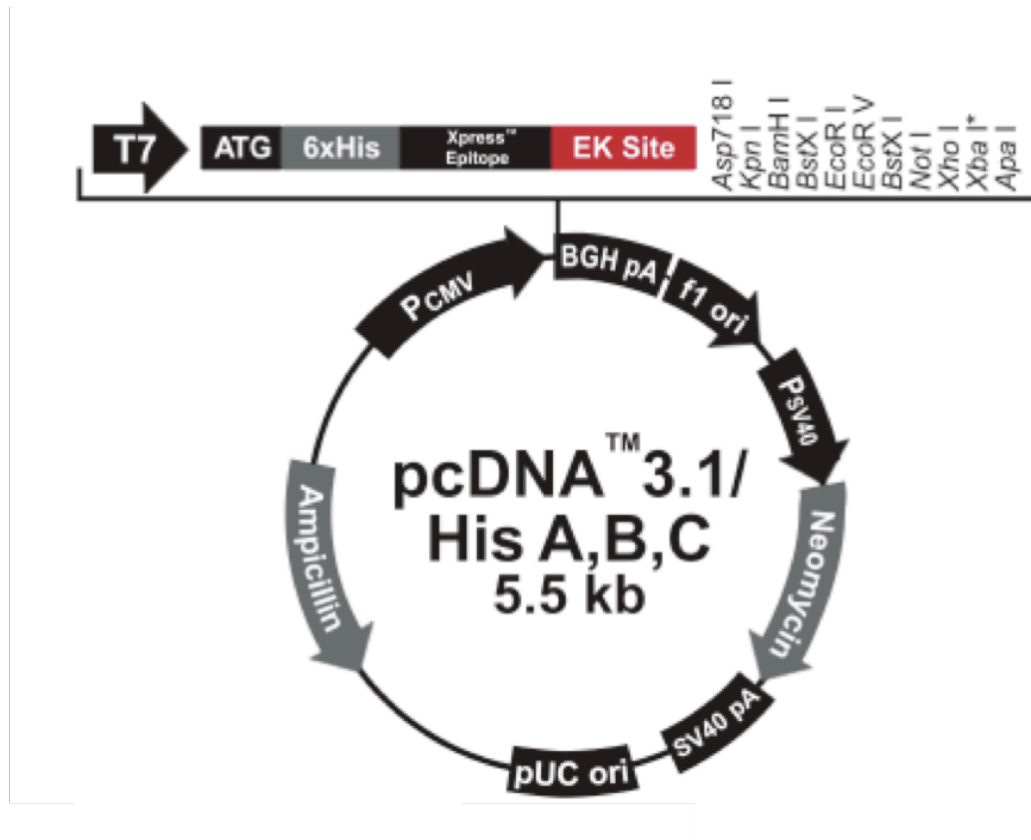 T7
ATG
6xHis
Xpress™
Epitope
EK Site
Asp718 I
Kpn I
BamH I
BstX I
EcoR I
EcoR V
BstX I
Not I
Xho I
Xba I*
Apa I
PCMV
BGH pA
f1 ori
PSV40
Neomycin
SV40 pA
pUC ori
Ampicillin
pcDNA™3.1/
His A,B,C
5.5 kb